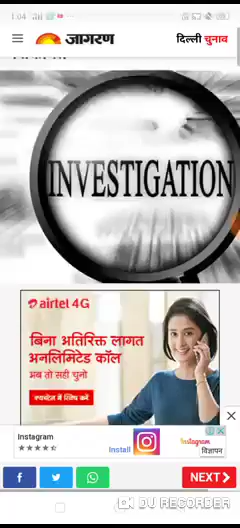 1:04
जागरण
दिल्ली चुनाव
INVESTIGATION
airtel 4G
बिना अतिरिक्त लागत
अनलिमिटेड कॉल
अब तो सही चुनो
Instagram
Install
Instagram
विज्ञापन
NEXT
DU RECORDER